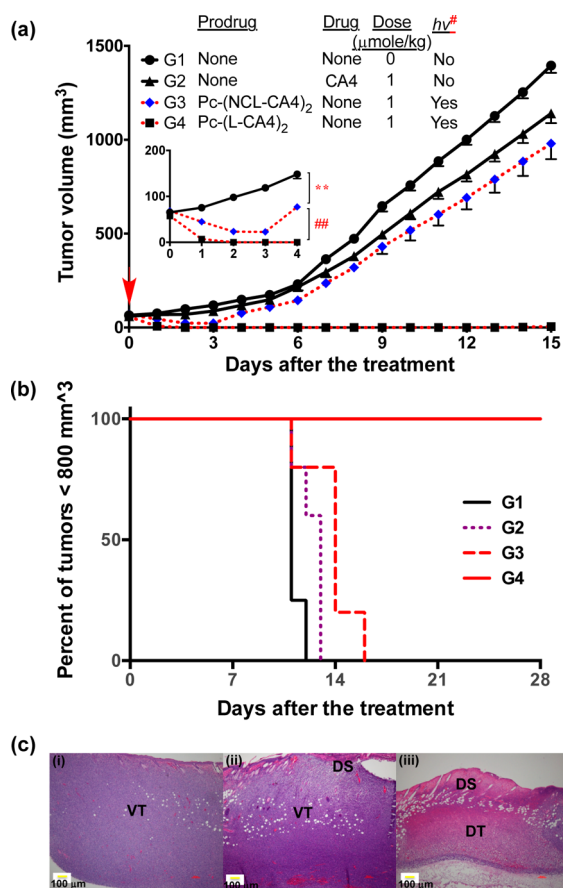 (a)
Prodrug Drug Dose hν#
(μmole/kg)
G1 None None 0 No
G2 None CA4 1 No
G3 Pc-(NCL-CA4)2 None 1 Yes
G4 Pc-(L-CA4)2 None 1 Yes
Tumor volume (mm3)
1500
1000
500
0
200
100
0
0 1 2 3 4
**
##
0 3 6 9 12 15
Days after the treatment
(b)
Percent of tumors < 800 mm^3
100
50
0
G1
G2
G3
G4
0 7 14 21 28
Days after the treatment
(c)
(i) (ii) (iii)
DS DS
VT VT DT
100 μm 100 μm 100 μm